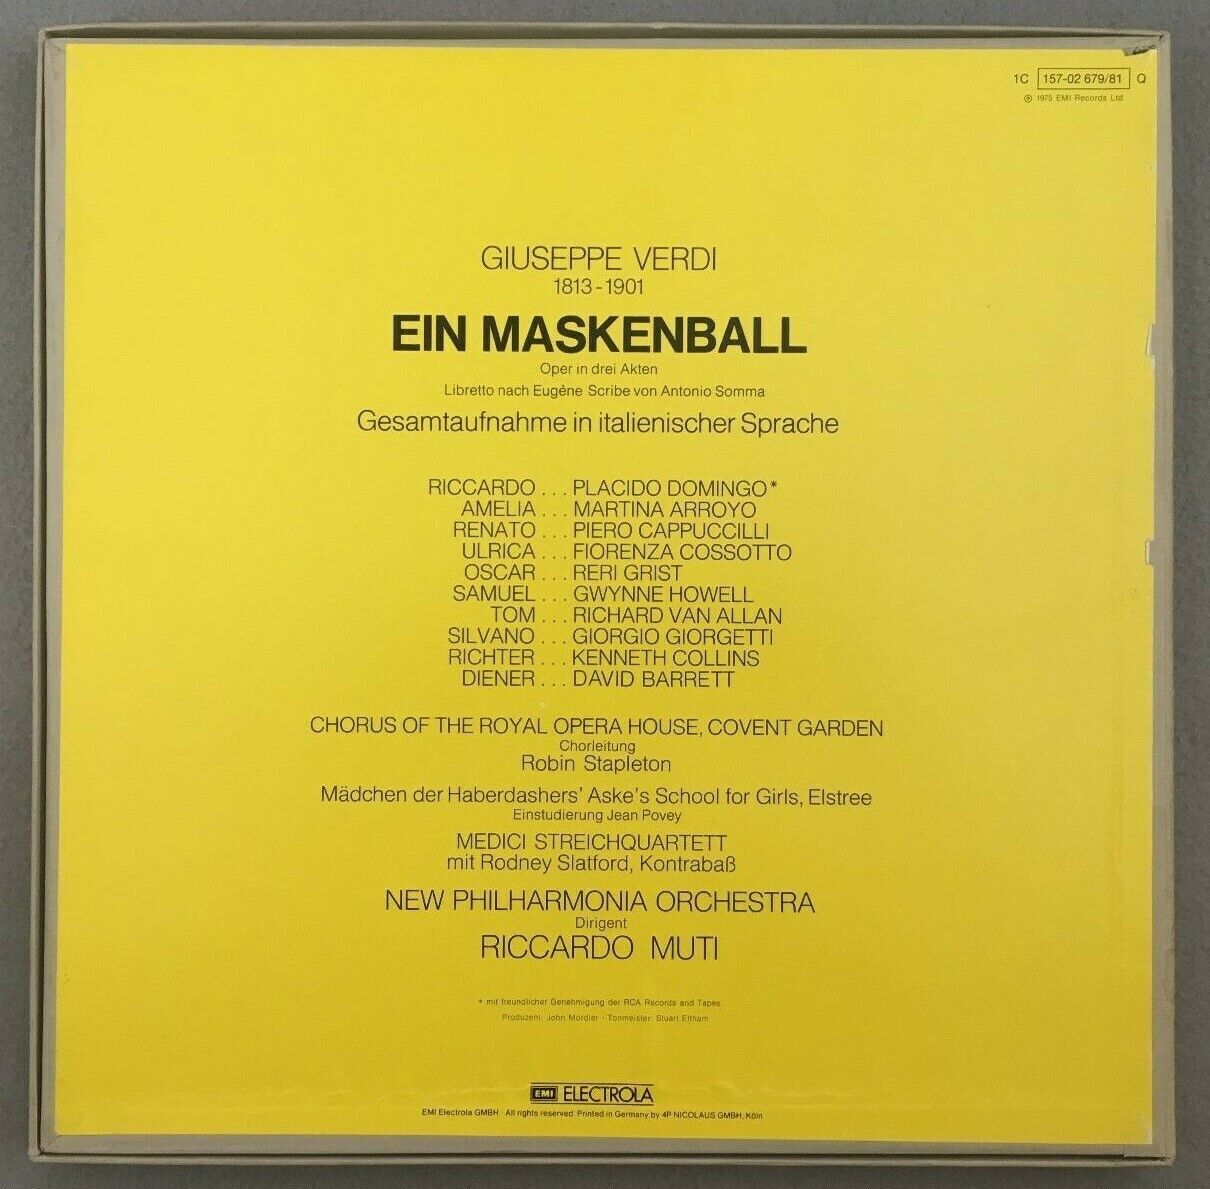 1C 157-02 679/81 Q
℗ 1975 EMI Records Ltd
GIUSEPPE VERDI
1813-1901
EIN MASKENBALL
Oper in drei Akten
Libretto nach Eugêne Scribe von Antonio Somma
Gesamtaufnahme in italienischer Sprache
RICCARDO ... PLACIDO DOMINGO*
AMELIA ... MARTINA ARROYO
RENATO ... PIERO CAPPUCCILLI
ULRICA ... FIORENZA COSSOTTO
OSCAR ... RERI GRIST
SAMUEL ... GWYNNE HOWELL
TOM ... RICHARD VAN ALLAN
SILVANO ... GIORGIO GIORGETTI
RICHTER ... KENNETH COLLINS
DIENER ... DAVID BARRETT
CHORUS OF THE ROYAL OPERA HOUSE, COVENT GARDEN
Chorleitung
Robin Stapleton
Mädchen der Haberdashers' Aske's School for Girls, Elstree
Einstudierung Jean Povey
MEDICI STREICHQUARTETT
mit Rodney Slatford, Kontrabaß
NEW PHILHARMONIA ORCHESTRA
Dirigent
RICCARDO MUTI
* mit freundlicher Genehmigung der RCA Records and Tapes.
Produzent: John Mordler · Tonmeister: Stuart Eltham
EMI ELECTROLA
EMI Electrola GMBH All rights reserved. Printed in Germany by 4P NICOLAUS GMBH, Köln